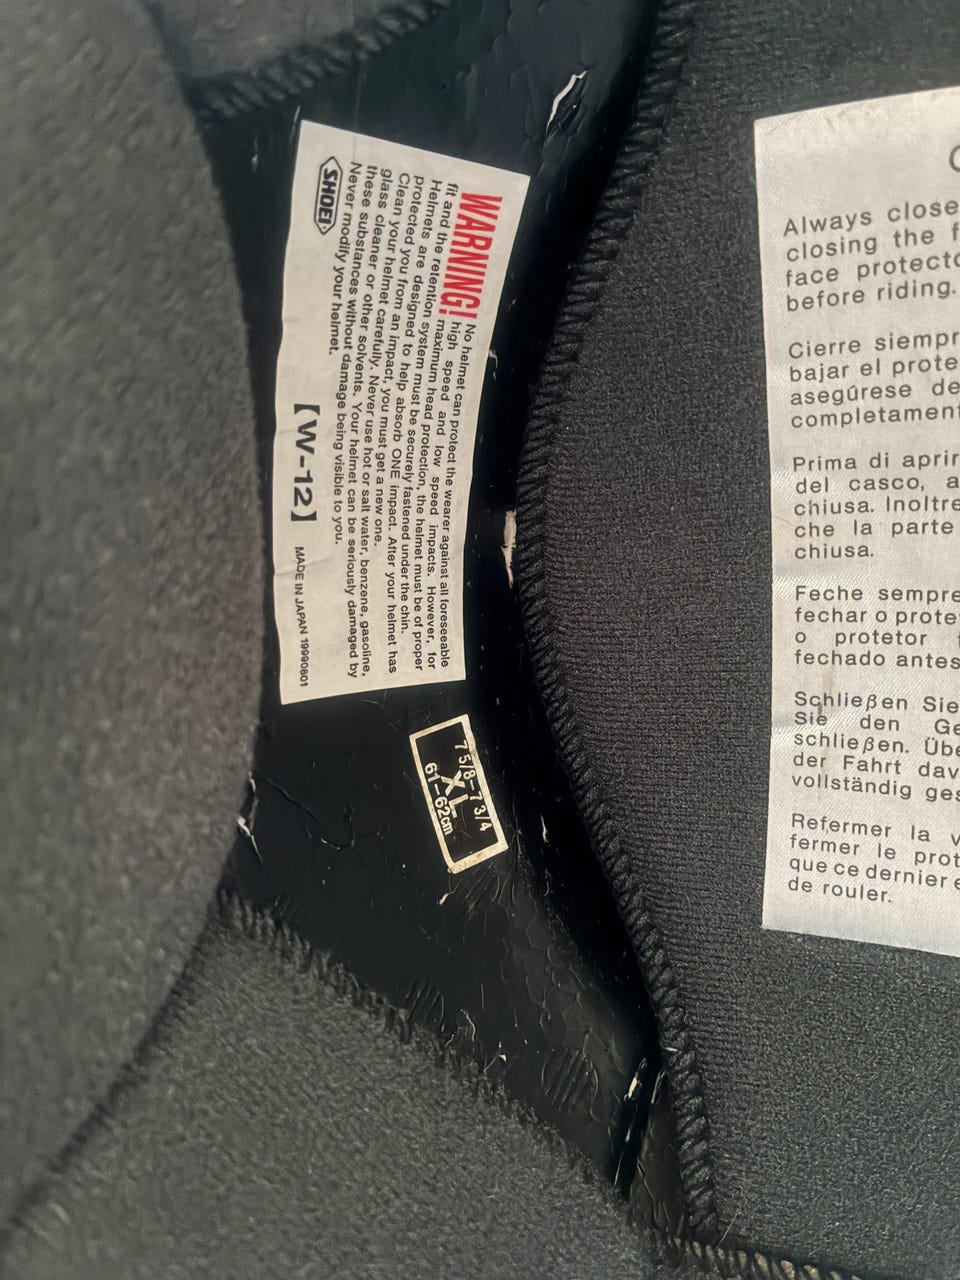 WARNING! No helmet can protect the wearer against all foreseeable
high speed and low speed impacts. However, for
fit and the retention system must be securely fastened under the chin.
maximum head protection, the helmet must be of proper
Helmets are designed to help absorb ONE impact. After your helmet has
protected you from an impact, you must get a new one.
Clean your helmet carefully. Never use hot or salt water, benzene, gasoline,
glass cleaner or other solvents. Your helmet can be seriously damaged by
these substances without damage being visible to you.
Never modify your helmet.
SHOEI
【W-12】
MADE IN JAPAN 19990801
7 5/8-7 3/4
XL
61-62cm
Always close
closing the f
face protecto
before riding.
Cierre siempr
bajar el prote
asegúrese de
completament
Prima di aprir
del casco, a
chiusa. Inoltre
che la parte
chiusa.
Feche sempre
fechar o prote
o protetor f
fechado antes
Schließen Sie
Sie den Ge
schließen. Übe
der Fahrt dav
vollständig ges
Refermer la v
fermer le prot
que ce dernier e
de rouler.